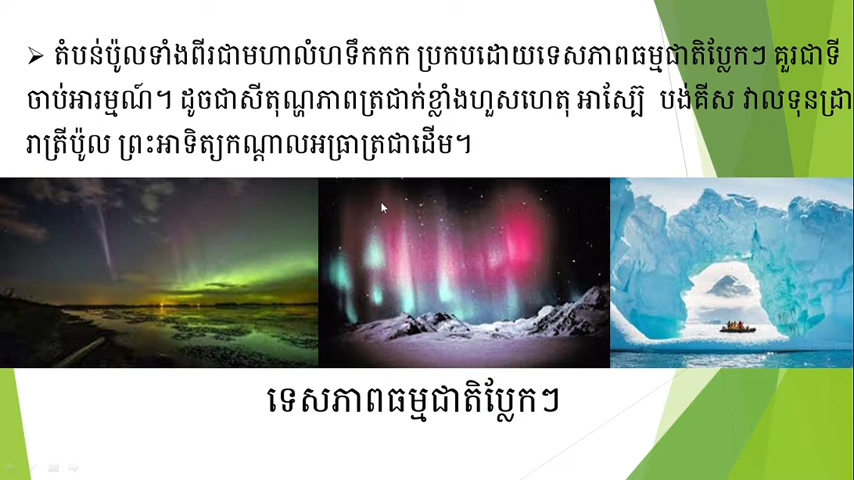 តំបន់ប៉ូលទាំងពីរជាមហាលំហទឹកកក ប្រកបដោយទេសភាពធម្មជាតិប្លែកៗ គួរជាទី
ចាប់អារម្មណ៍។ ដូចជាសីតុណ្ហភាពត្រជាក់ខ្លាំងហួសហេតុ អាស្ប៊ែ បង់គីស វាលទុនដ្រា
រាត្រីប៉ូល ព្រះអាទិត្យកណ្តាលអធ្រាត្រជាដើម។
ទេសភាពធម្មជាតិប្លែកៗ